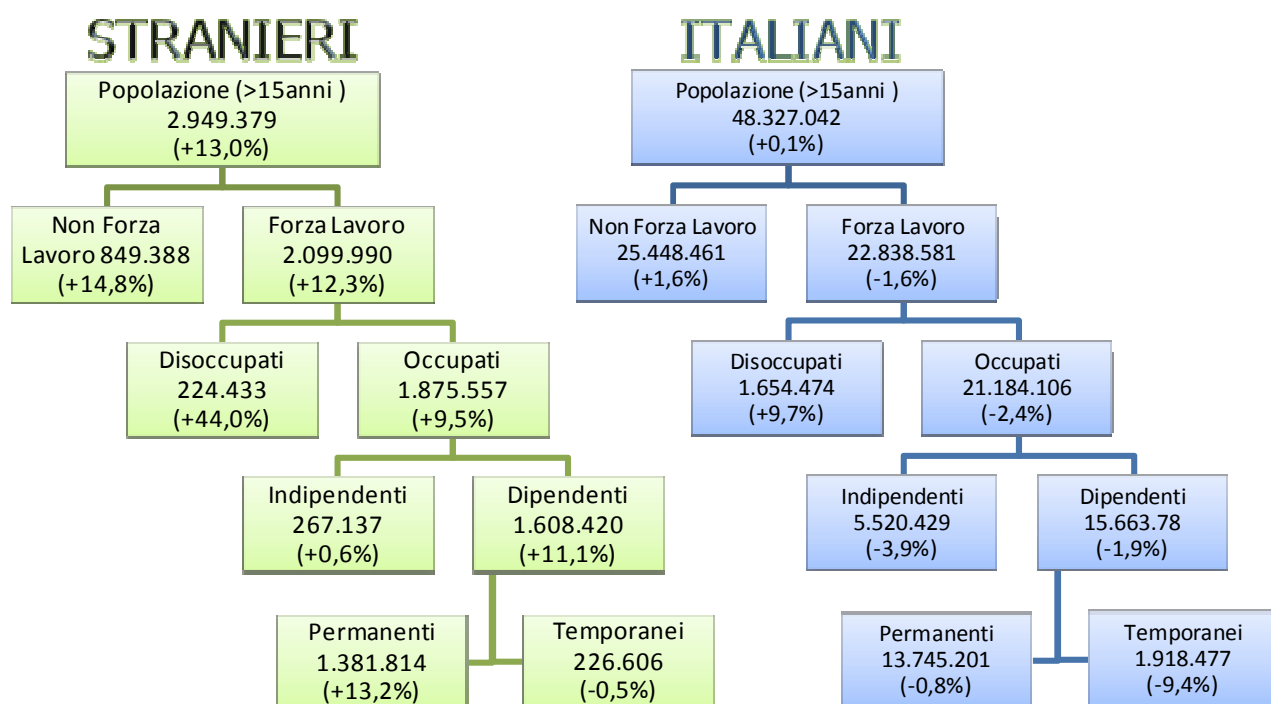 STRANIERI
Popolazione (>15anni )
2.949.379
(+13,0%)
Non Forza
Lavoro 849.388
(+14,8%)
Forza Lavoro
2.099.990
(+12,3%)
Disoccupati
224.433
(+44,0%)
Occupati
1.875.557
(+9,5%)
Indipendenti
267.137
(+0,6%)
Dipendenti
1.608.420
(+11,1%)
Permanenti
1.381.814
(+13,2%)
Temporanei
226.606
(-0,5%)
ITALIANI
Popolazione (>15anni )
48.327.042
(+0,1%)
Non Forza Lavoro
25.448.461
(+1,6%)
Forza Lavoro
22.838.581
(-1,6%)
Disoccupati
1.654.474
(+9,7%)
Occupati
21.184.106
(-2,4%)
Indipendenti
5.520.429
(-3,9%)
Dipendenti
15.663.78
(-1,9%)
Permanenti
13.745.201
(-0,8%)
Temporanei
1.918.477
(-9,4%)